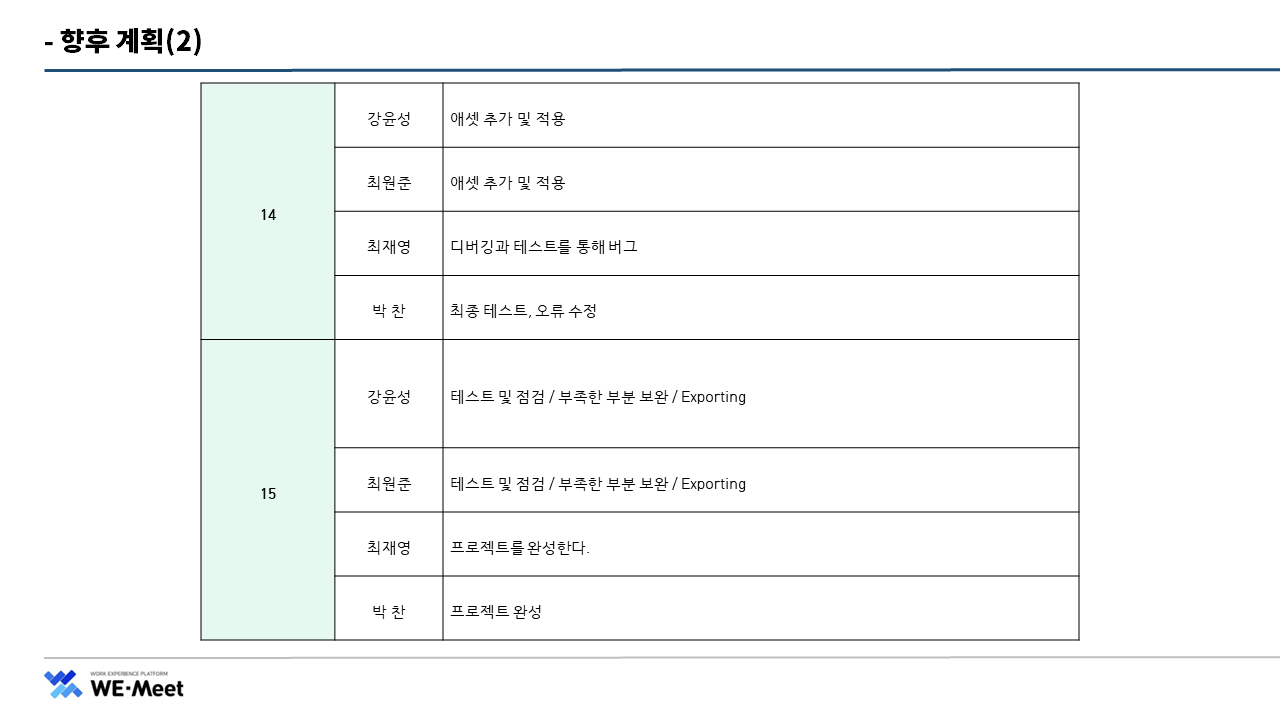 - 향후 계획(2)
14
강윤성
애셋 추가 및 적용
최원준
애셋 추가 및 적용
최재영
디버깅과 테스트를 통해 버그
박 찬
최종 테스트, 오류 수정
15
강윤성
테스트 및 점검 / 부족한 부분 보완 / Exporting
최원준
테스트 및 점검 / 부족한 부분 보완 / Exporting
최재영
프로젝트를 완성한다.
박 찬
프로젝트 완성
WORK EXPERIENCE PLATFORM
WE-Meet